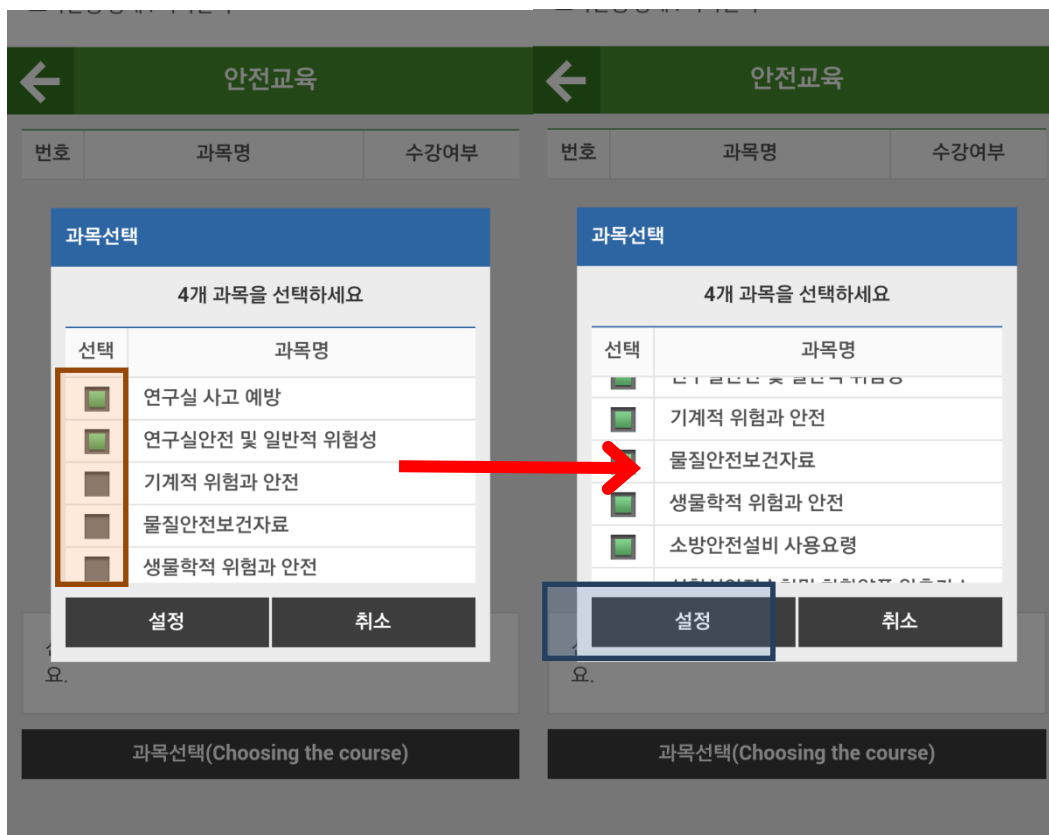 안전교육
번호 과목명 수강여부
과목선택
4개 과목을 선택하세요
선택 과목명
연구실 사고 예방
연구실안전 및 일반적 위험성
기계적 위험과 안전
물질안전보건자료
생물학적 위험과 안전
설정 취소
요.
과목선택(Choosing the course)
안전교육
번호 과목명 수강여부
과목선택
4개 과목을 선택하세요
선택 과목명
기계적 위험과 안전
물질안전보건자료
생물학적 위험과 안전
소방안전설비 사용요령
설정 취소
요.
과목선택(Choosing the course)